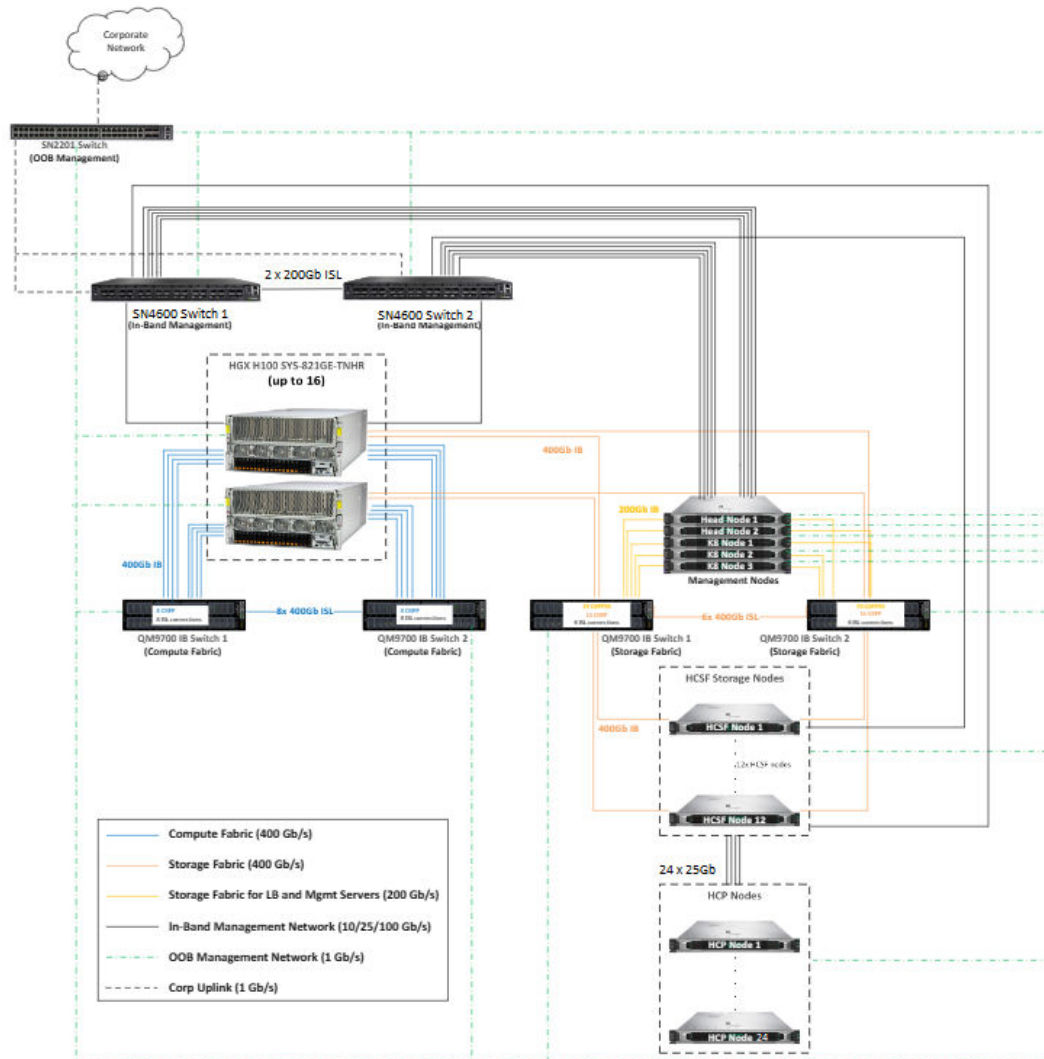 Corporate
Network
SN2201 Switch
(OOB Management)
2 x 200Gb ISL
SN4600 Switch 1
(In-Band Management)
SN4600 Switch 2
(In-Band Management)
HGX H100 SYS-821GE-TNHR
(up to 16)
400Gb IB
200Gb IB
Head Node 1
Head Node 2
K8 Node 1
K8 Node 2
K8 Node 3
Management Nodes
400Gb IB
8x 400Gb ISL
6x 400Gb ISL
8 ISL connections
8 ISL connections
QM9700 IB Switch 1
(Compute Fabric)
QM9700 IB Switch 2
(Compute Fabric)
QM9700 IB Switch 1
(Storage Fabric)
QM9700 IB Switch 2
(Storage Fabric)
HCSF Storage Nodes
HCSF Node 1
400Gb IB
12x HCSF nodes
HCSF Node 12
24 x 25Gb
HCP Nodes
HCP Node 1
HCP Node 24
Compute Fabric (400 Gb/s)
Storage Fabric (400 Gb/s)
Storage Fabric for LB and Mgmt Servers (200 Gb/s)
In-Band Management Network (10/25/100 Gb/s)
OOB Management Network (1 Gb/s)
Corp Uplink (1 Gb/s)